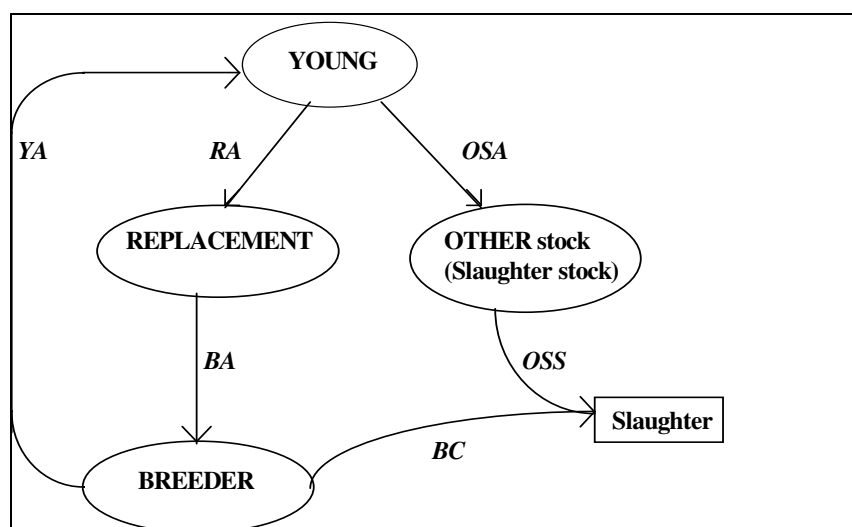 YOUNG
YA
RA
OSA
REPLACEMENT
OTHER stock
(Slaughter stock)
BA
OSS
Slaughter
BC
BREEDER